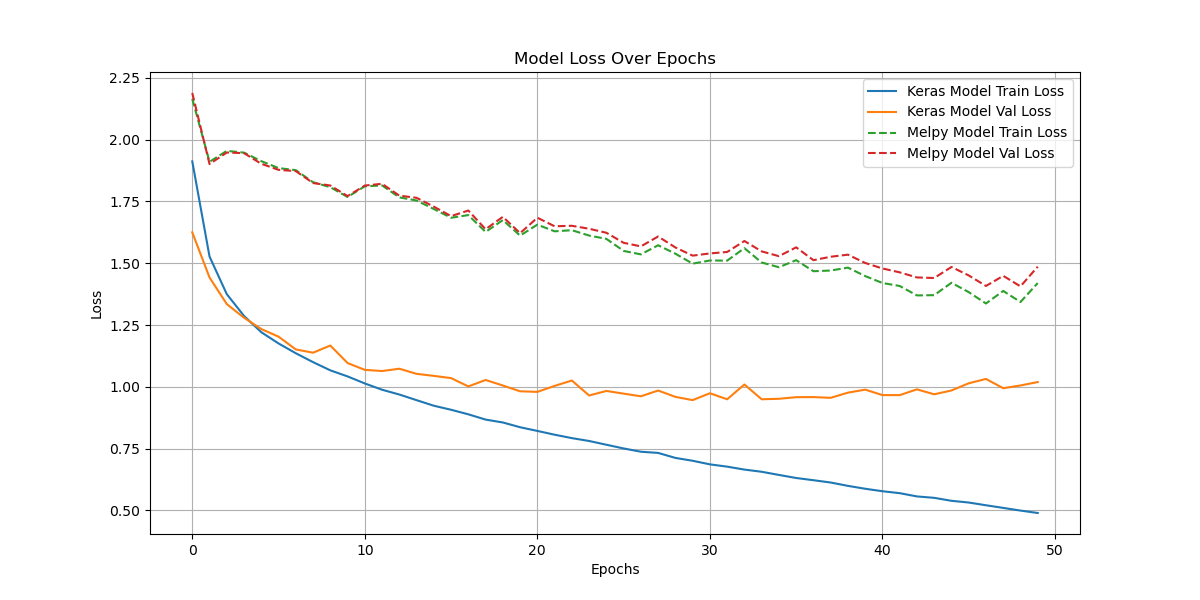 Model Loss Over Epochs
2.25
2.00
1.75
1.50
1.25
1.00
0.75
0.50
Loss
Keras Model Train Loss
Keras Model Val Loss
Melpy Model Train Loss
Melpy Model Val Loss
0 10 20 30 40 50
Epochs